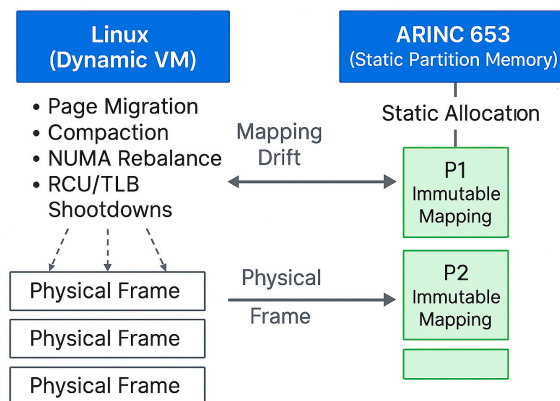 Linux
(Dynamic VM)
• Page Migration
• Compaction
• NUMA Rebalance
• RCU/TLB
Shootdowns
Physical Frame
Physical Frame
Physical Frame
Mapping
Drift
Physical
Frame
ARINC 653
(Static Partition Memory)
Static Allocation
P1
Immutable
Mapping
P2
Immutable
Mapping